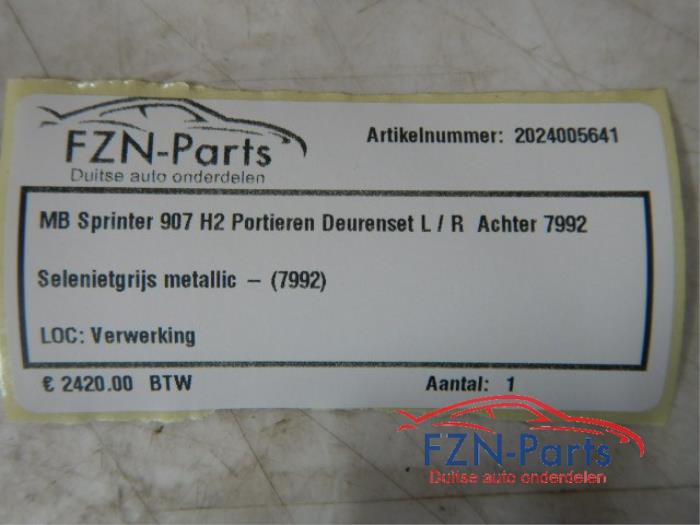 FZN-Parts
Duitse auto onderdelen
Artikelnummer: 2024005641
MB Sprinter 907 H2 Portieren Deurenset L / R Achter 7992
Selenietgrijs metallic – (7992)
LOC: Verwerking
€ 2420.00 BTW
Aantal: 1
FZN-Parts
Duitse auto onderdelen